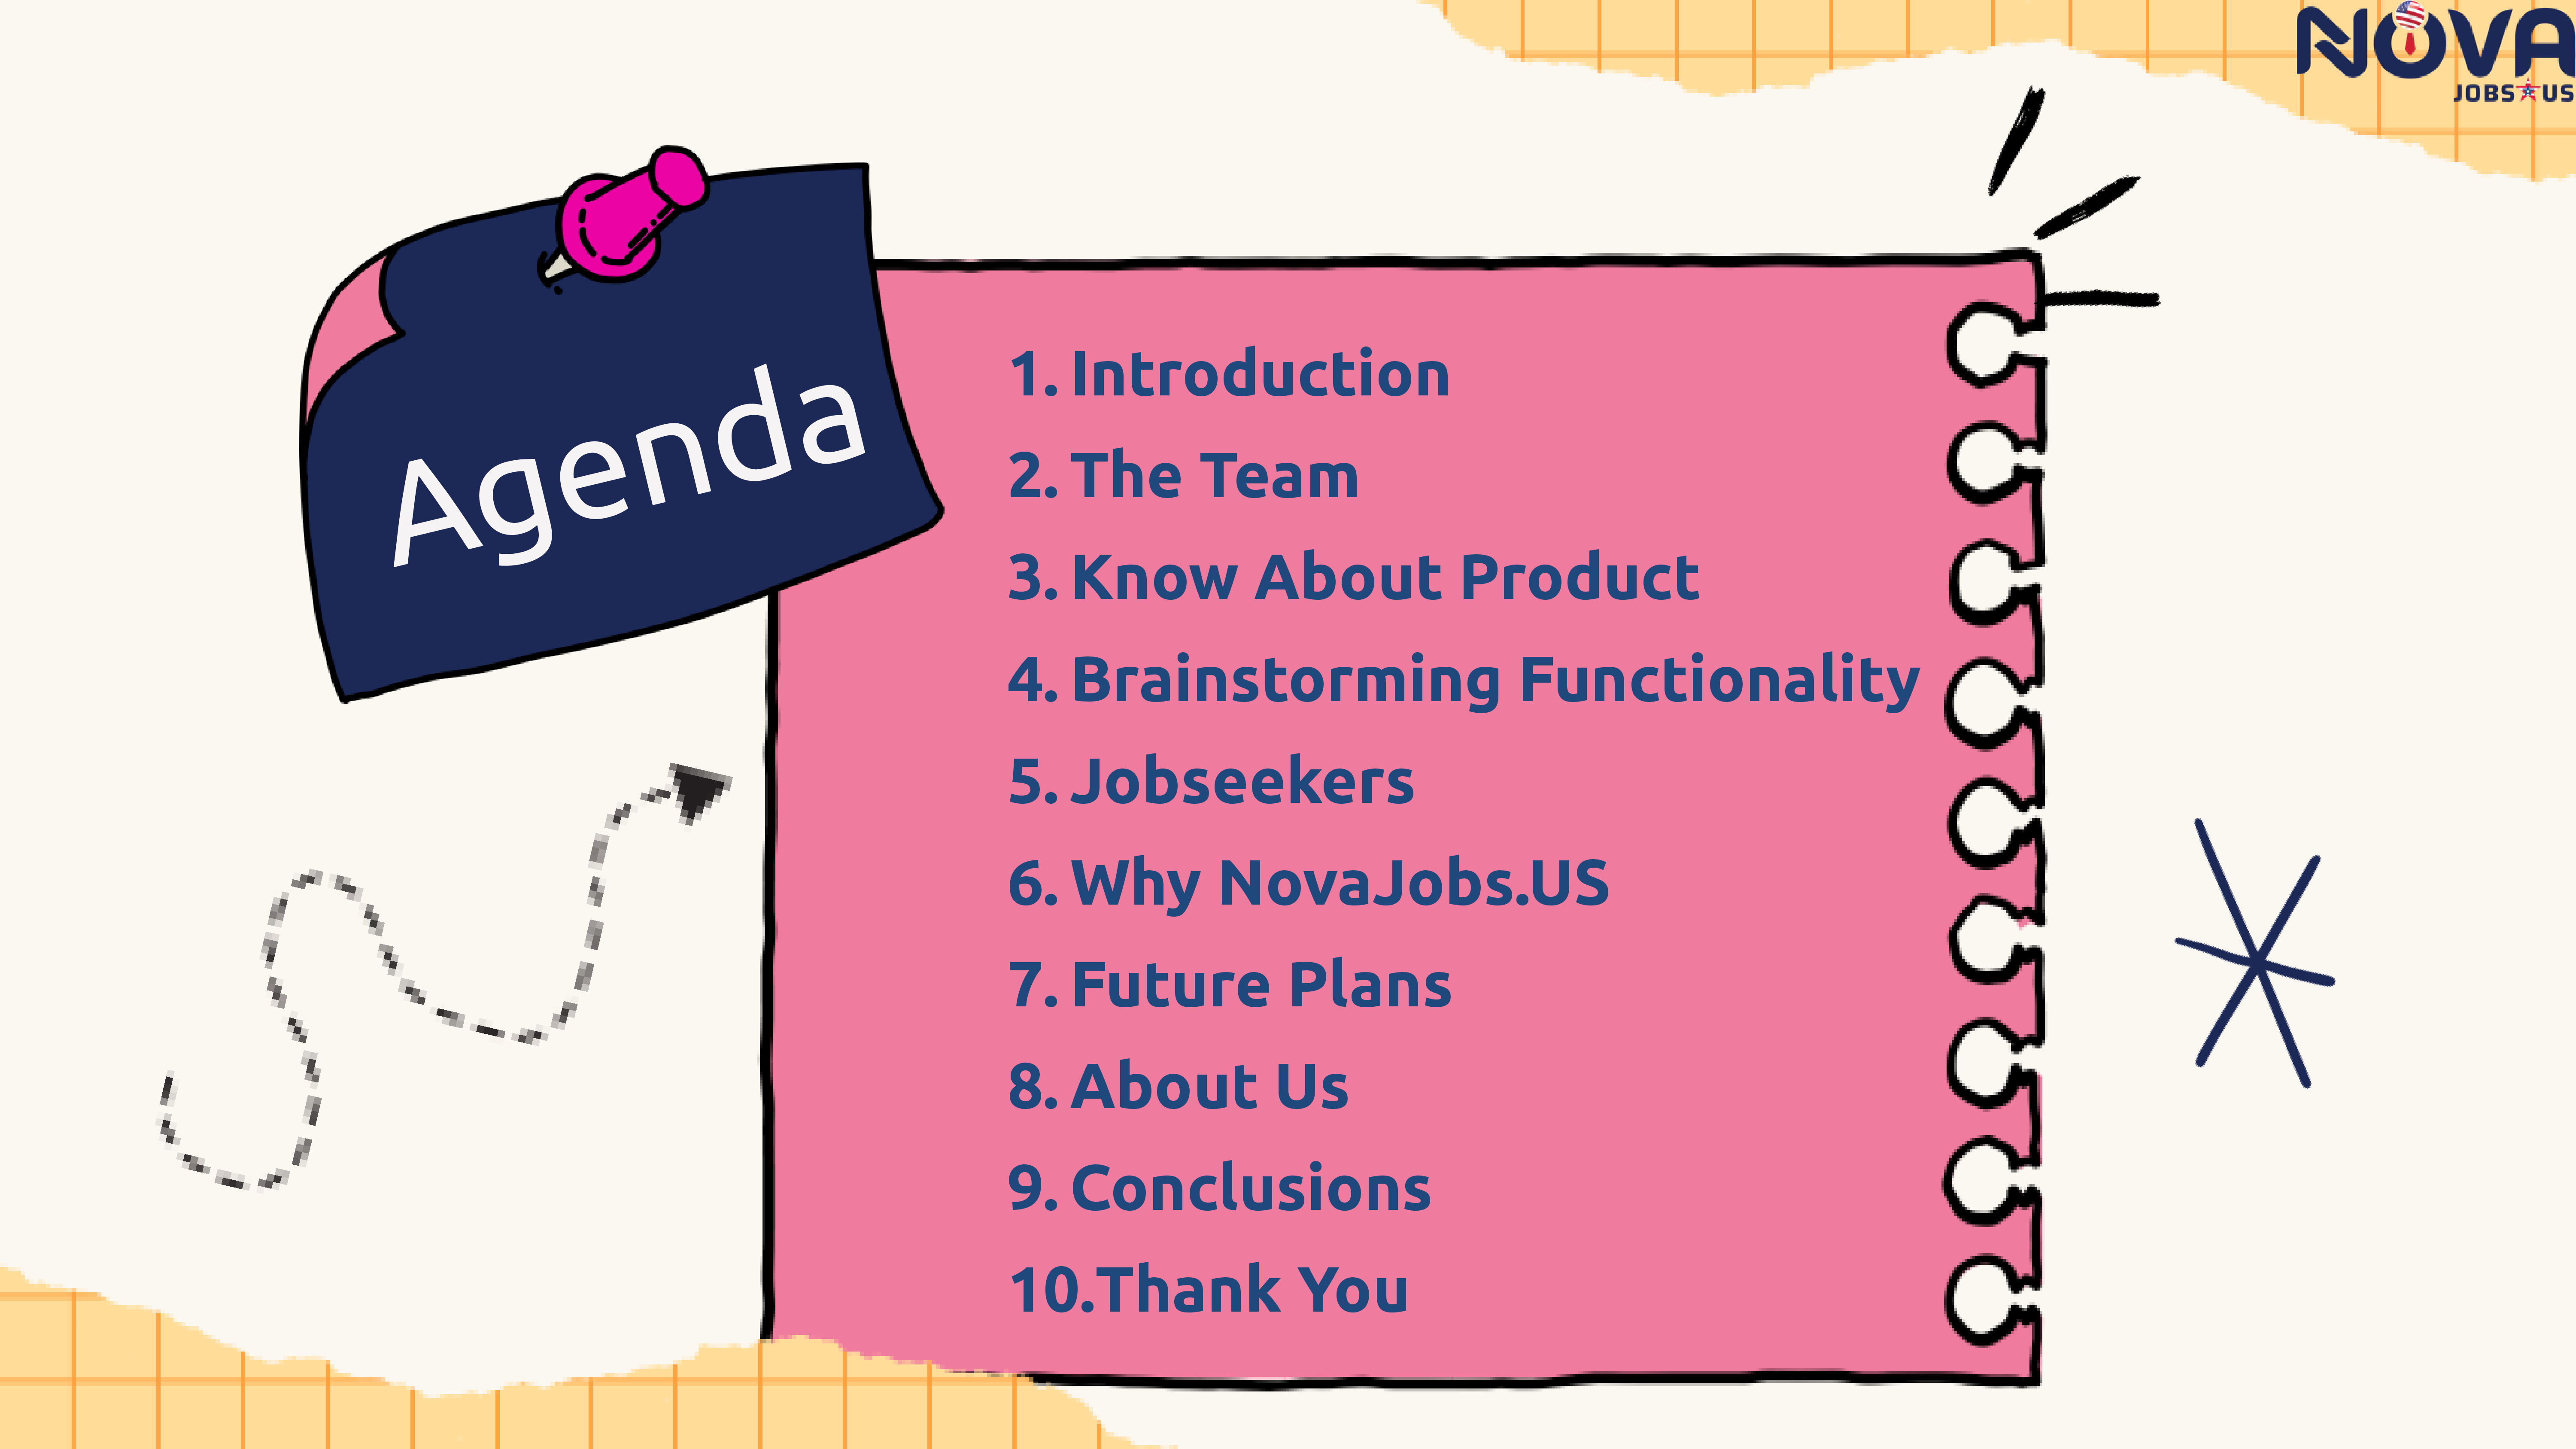 NOVA
JOBS US
Agenda
1. Introduction
2. The Team
3. Know About Product
4. Brainstorming Functionality
5. Jobseekers
6. Why NovaJobs.US
7. Future Plans
8. About Us
9. Conclusions
10.Thank You